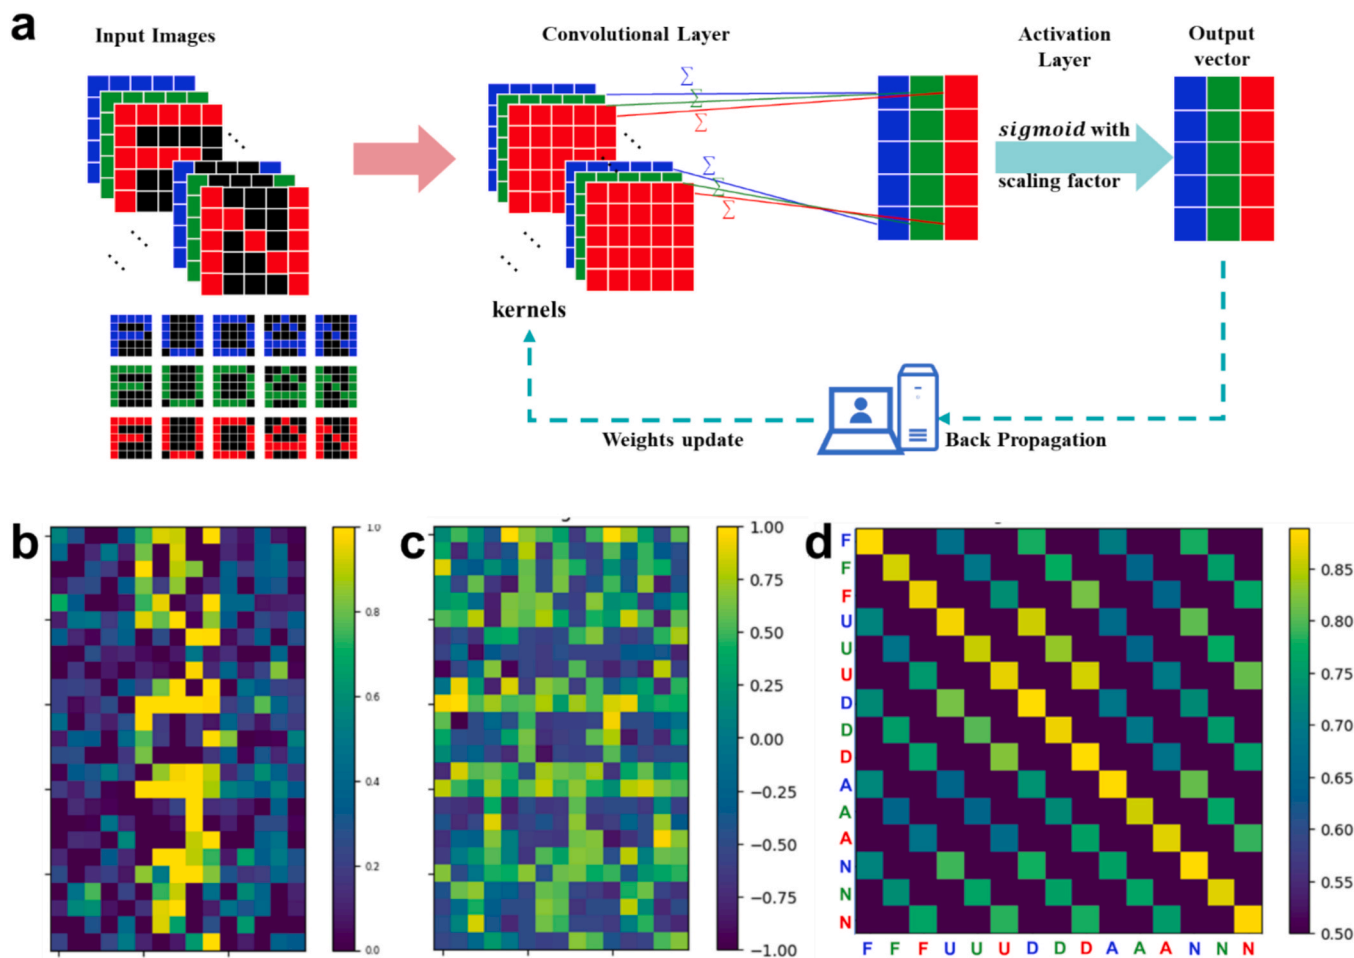 a
Input Images
Convolutional Layer
Activation
Layer
Output
vector
Σ
Σ
Σ
Σ
Σ
Σ
sigmoid with
scaling factor
kernels
Weights update
Back Propagation
b
1.0
0.8
0.6
0.4
0.2
0.0
c
1.00
0.75
0.50
0.25
0.00
−0.25
−0.50
−0.75
−1.00
d
F
F
F
U
U
U
D
D
D
A
A
A
N
N
N
F F F U U U D D D A A A N N N
0.85
0.80
0.75
0.70
0.65
0.60
0.55
0.50